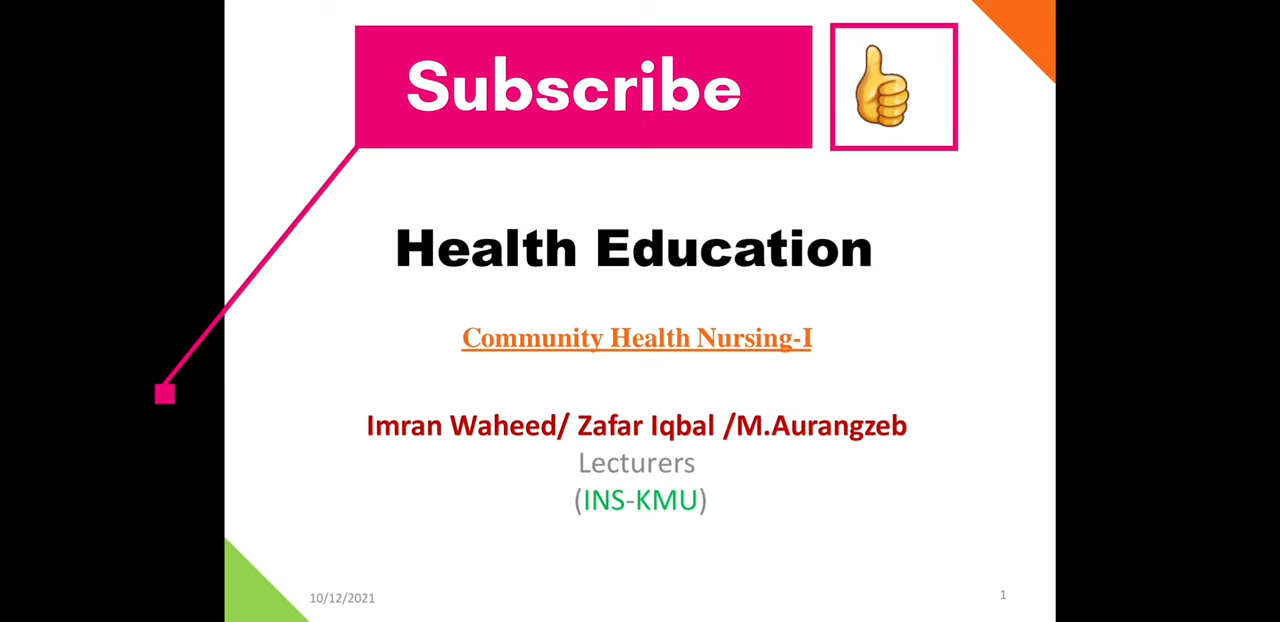 Subscribe
Health Education
Community Health Nursing-I
Imran Waheed/ Zafar Iqbal /M.Aurangzeb
Lecturers
(INS-KMU)
10/12/2021
1